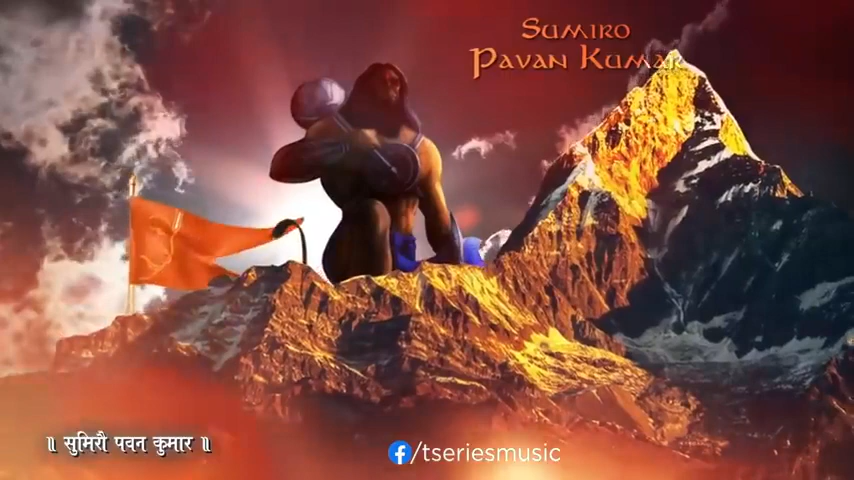 Sumiro
Pavan Kumar
॥ सुमिरौ पवन कुमार ॥
/tseriesmusic